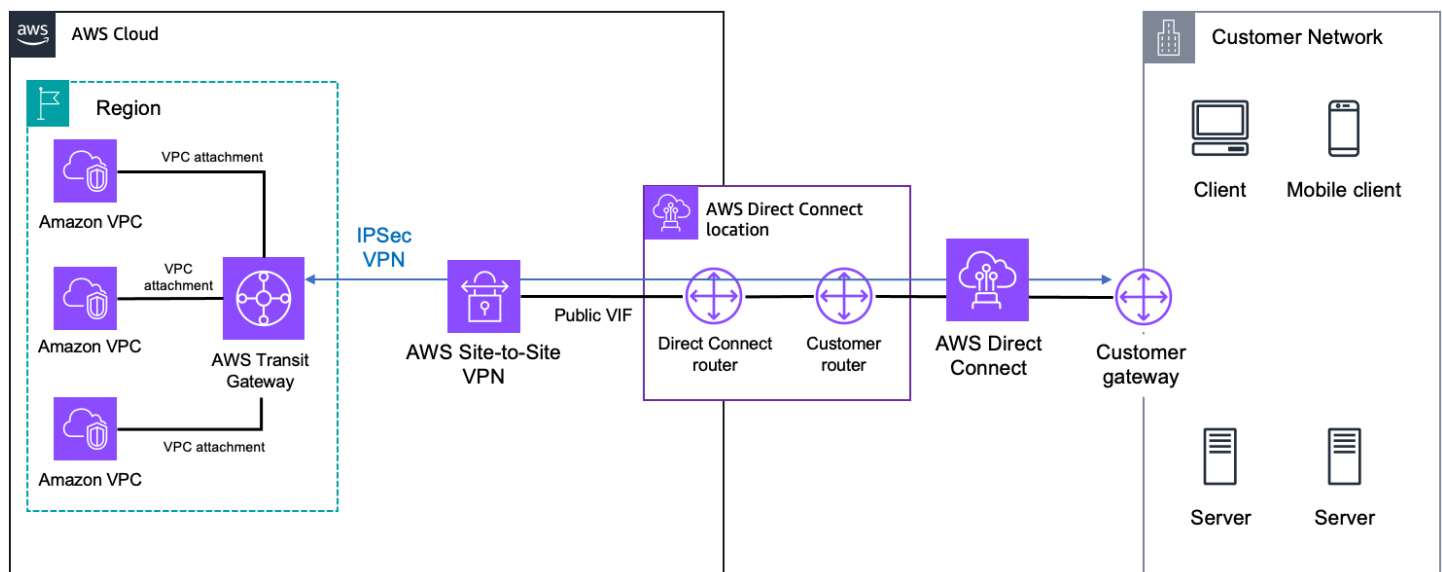 aws
AWS Cloud
Customer Network
Region
VPC attachment
Amazon VPC
Client
Mobile client
AWS Direct Connect
location
IPSec
VPN
VPC
attachment
Public VIF
Amazon VPC
AWS Transit
Gateway
AWS Site-to-Site
VPN
Direct Connect
router
Customer
router
AWS Direct
Connect
Customer
gateway
VPC attachment
Amazon VPC
Server
Server